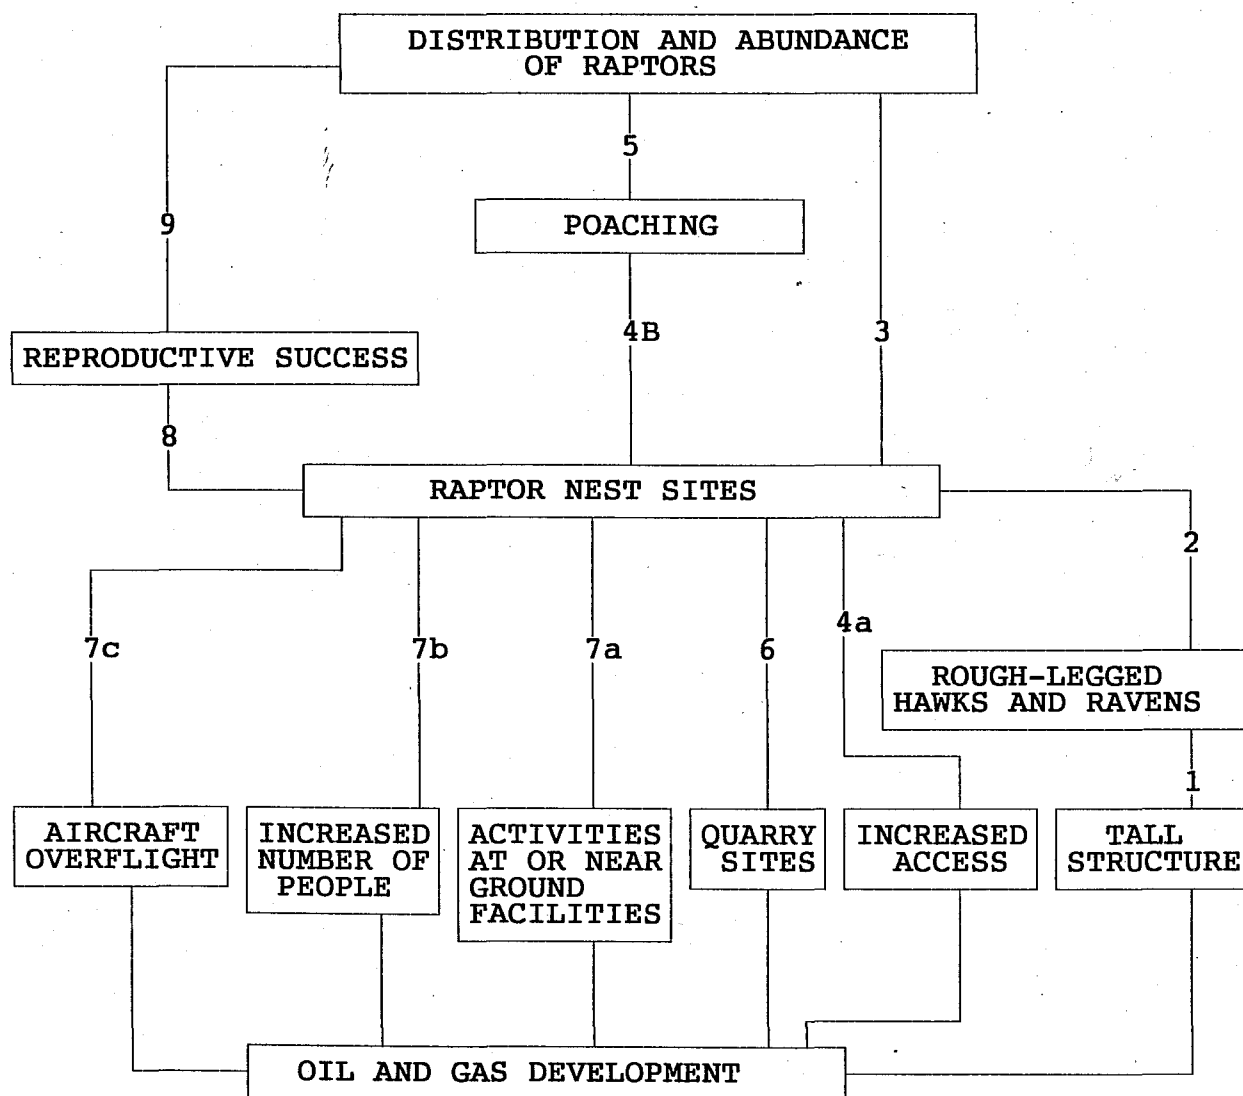 DISTRIBUTION AND ABUNDANCE
OF RAPTORS
5
POACHING
9
4B
3
REPRODUCTIVE SUCCESS
8
RAPTOR NEST SITES
2
7c
7b
7a
6
4a
ROUGH-LEGGED
HAWKS AND RAVENS
1
AIRCRAFT
OVERFLIGHT
INCREASED
NUMBER OF
PEOPLE
ACTIVITIES
AT OR NEAR
GROUND
FACILITIES
QUARRY
SITES
INCREASED
ACCESS
TALL
STRUCTURE
OIL AND GAS DEVELOPMENT